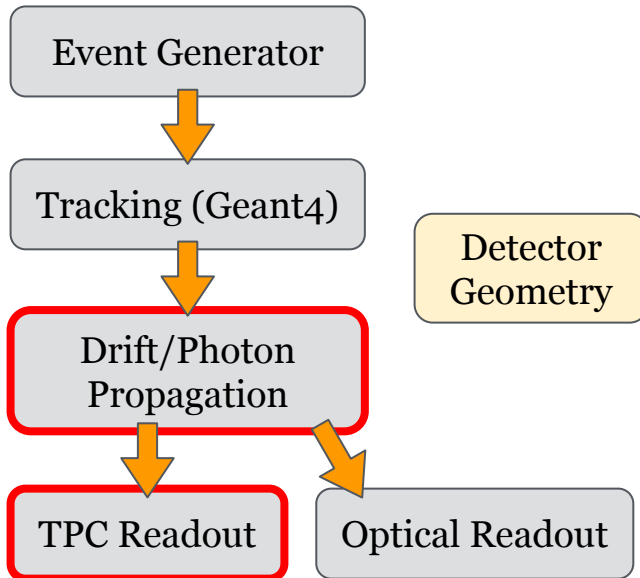 Event Generator
Tracking (Geant4)
Detector
Geometry
Drift/Photon
Propagation
TPC Readout
Optical Readout